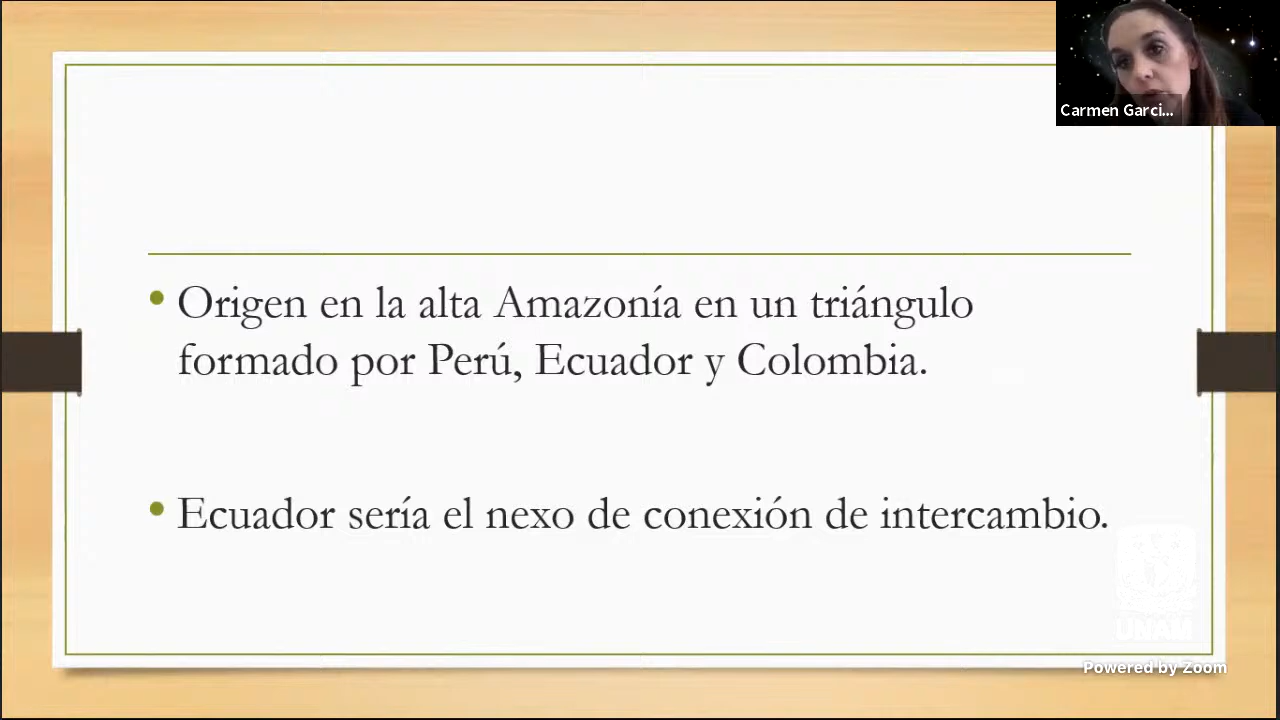 Carmen Garci...
• Origen en la alta Amazonía en un triángulo
formado por Perú, Ecuador y Colombia.
• Ecuador sería el nexo de conexión de intercambio.
UNAM
Powered by Zoom